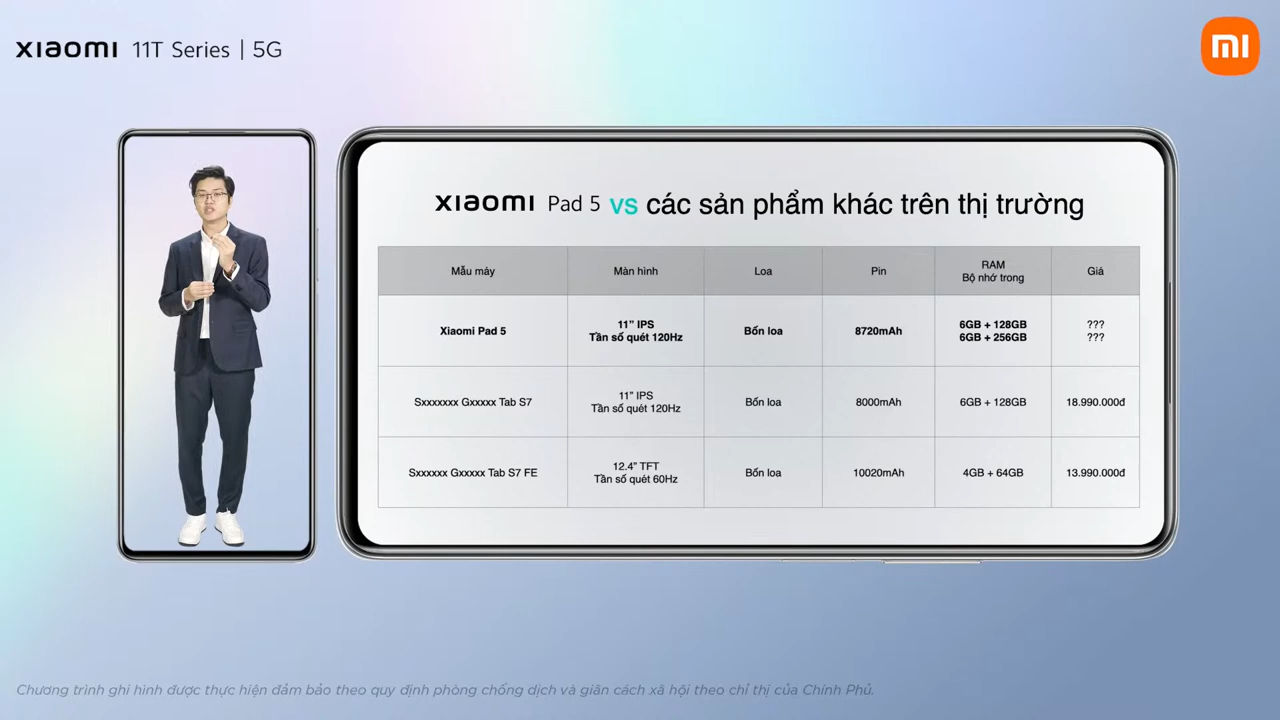 xiaomi 11T Series | 5G
mi
xiaomi Pad 5 vs các sản phẩm khác trên thị trường
Mẫu máy
Màn hình
Loa
Pin
RAM
Bộ nhớ trong
Giá
Xiaomi Pad 5
11” IPS
Tần số quét 120Hz
Bốn loa
8720mAh
6GB + 128GB
6GB + 256GB
???
???
Sxxxxxxx Gxxxxx Tab S7
11” IPS
Tần số quét 120Hz
Bốn loa
8000mAh
6GB + 128GB
18.990.000đ
Sxxxxxx Gxxxxx Tab S7 FE
12.4” TFT
Tần số quét 60Hz
Bốn loa
10020mAh
4GB + 64GB
13.990.000đ
Chương trình ghi hình được thực hiện đảm bảo theo quy định phòng chống dịch và giãn cách xã hội theo chỉ thị của Chính Phủ.